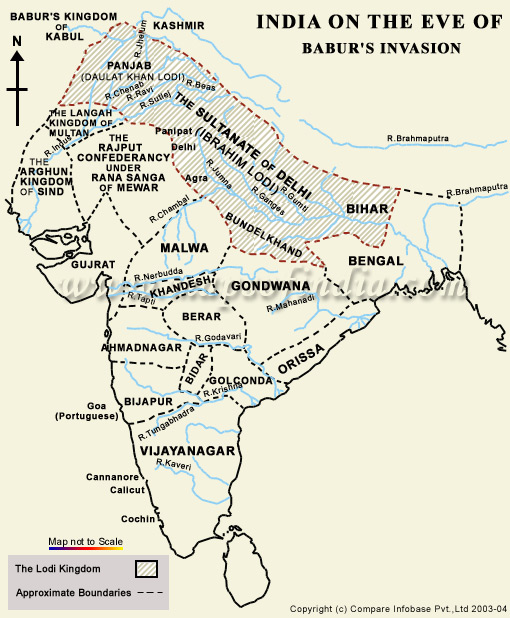 INDIA ON THE EVE OF
BABUR'S INVASION
BABUR'S KINGDOM
OF
KABUL
KASHMIR
N
R.Jhelum
PANJAB
(DAULAT KHAN LODI)
R.Chenab
R.Ravi
R.Beas
R.Sutlej
THE LANGAH
KINGDOM OF
MULTAN
R.Indus
THE
ARGHUN
KINGDOM
OF SIND
THE
RAJPUT
CONFEDERANCY
UNDER
RANA SANGA
OF MEWAR
Panipat
Delhi
Agra
THE SULTANATE OF DELHI
(IBRAHIM LODI)
R.Jumna
R.Ganges
R.Gumti
R.Brahmaputra
R.Brahmaputra
BIHAR
R.Chambal
BUNDELKHAND
MALWA
BENGAL
GUJRAT
R.Nerbudda
KHANDESH
R.Tapti
GONDWANA
R.Mahanadi
BERAR
R.Godavari
AHMADNAGAR
BIDAR
ORISSA
GOLCONDA
R.Krishna
BIJAPUR
Goa
(Portuguese)
R.Tungabhadra
VIJAYANAGAR
R.Kaveri
Cannanore
Calicut
Cochin
Map not to Scale
The Lodi Kingdom
Approximate Boundaries
Copyright (c) Compare Infobase Pvt.,Ltd 2003-04